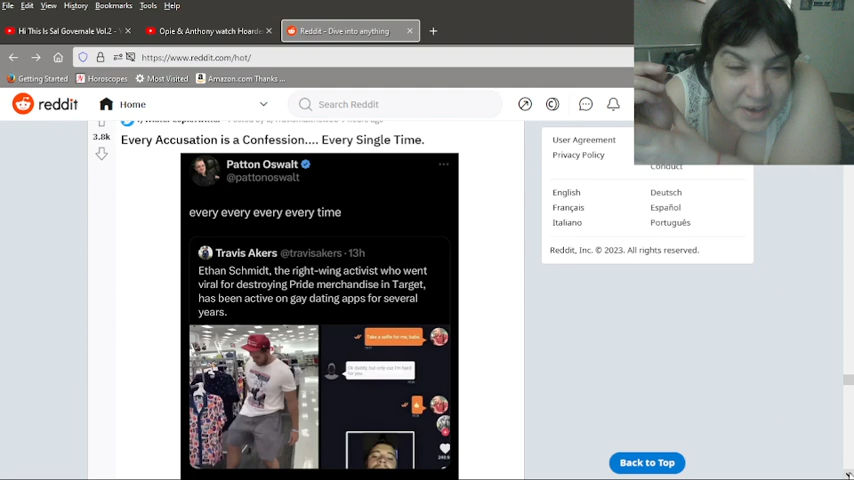 File Edit View History Bookmarks Tools Help
Hi This Is Sal Governale Vol.2 -
Opie & Anthony watch Hoarde
Reddit - Dive into anything
https://www.reddit.com/hot/
Getting Started Horoscopes Most Visited Amazon.com Thanks ...
reddit Home Search Reddit
3.8k
Every Accusation is a Confession.... Every Single Time.
Patton Oswalt
@pattonoswalt
every every every every time
Travis Akers @travisakers · 13h
Ethan Schmidt, the right-wing activist who went
viral for destroying Pride merchandise in Target,
has been active on gay dating apps for several
years.
Take a selfie for me, babe.
User Agreement
Privacy Policy
Conduct
English Deutsch
Français Español
Italiano Português
Reddit, Inc. © 2023. All rights reserved.
Back to Top